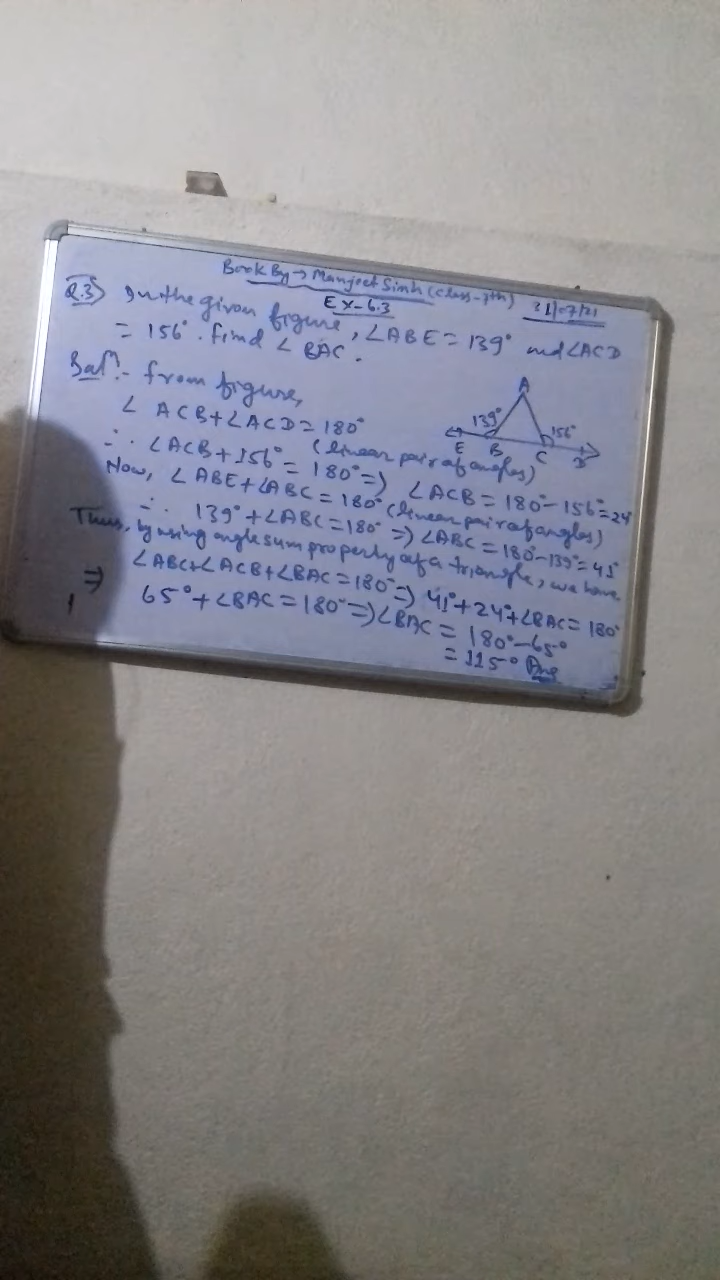 Book By → Manjeet Singh (Class-7th) 31/07/21
Ex-6.3
Q.3 In the given figure, ∠ABE = 139° and ∠ACD
= 156°. Find ∠BAC.
Solⁿ:- From figure,
∠ACB + ∠ACD = 180°
(linear pair of angles)
∴ ∠ACB + 156° = 180° ⇒ ∠ACB = 180° - 156° = 24°
Now, ∠ABE + ∠ABC = 180° (linear pair of angles)
∴ 139° + ∠ABC = 180° ⇒ ∠ABC = 180° - 139° = 41°
Thus, by using angle sum property of a triangle, we have
∠ABC + ∠ACB + ∠BAC = 180° ⇒ 41° + 24° + ∠BAC = 180°
⇒ 65° + ∠BAC = 180° ⇒ ∠BAC = 180° - 65°
= 115° Ans
A
139° 156°
E B C D